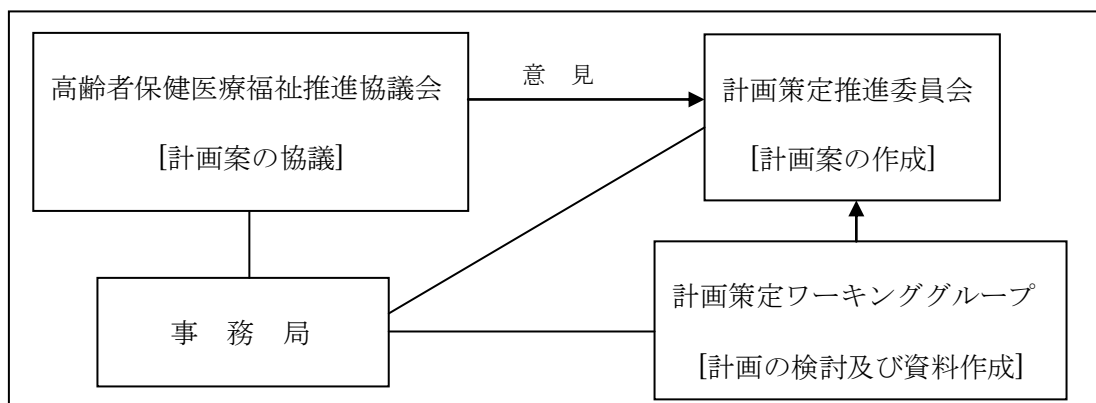 高齢者保健医療福祉推進協議会
[計画案の協議]
意 見
計画策定推進委員会
[計画案の作成]
事 務 局
計画策定ワーキンググループ
[計画の検討及び資料作成]